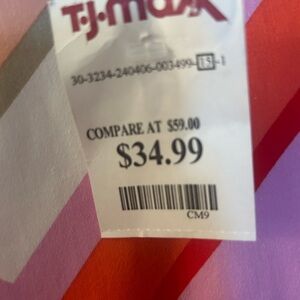 T·J·maxx
30-3234-240406-003499-15-1
COMPARE AT $59.00
$34.99
CM9